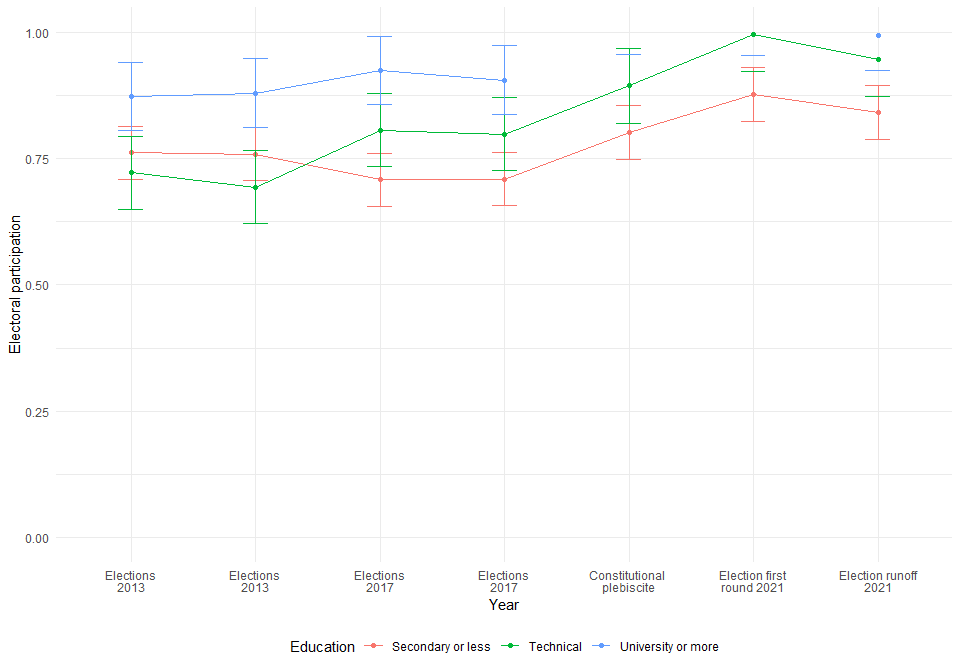 1.00
0.75
0.50
0.25
0.00
Electoral participation
Elections
2013
Elections
2013
Elections
2017
Elections
2017
Constitutional
plebiscite
Election first
round 2021
Election runoff
2021
Year
Education Secondary or less Technical University or more